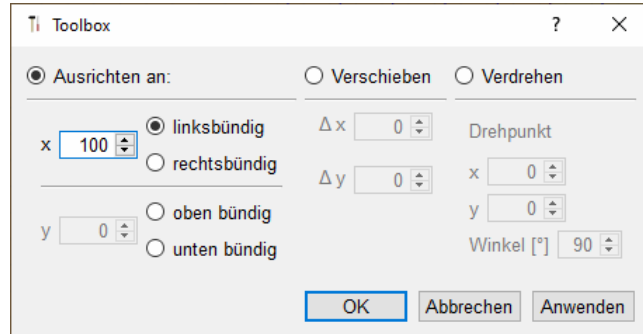 Toolbox ?
Ausrichten an:
x 100
linksbündig
rechtsbündig
y 0
oben bündig
unten bündig
Verschieben
Δ x 0
Δ y 0
Verdrehen
Drehpunkt
x 0
y 0
Winkel [°] 90
OK Abbrechen Anwenden